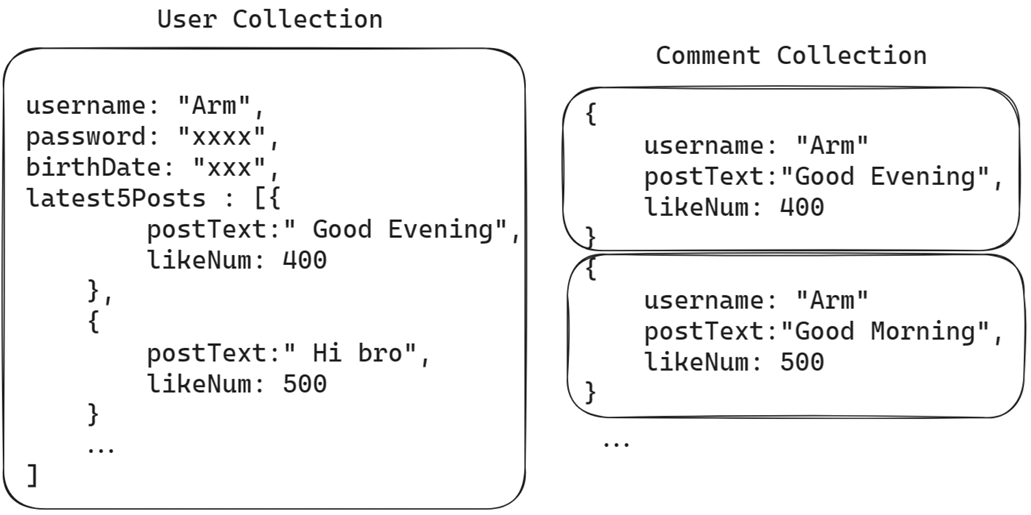 User Collection
username: "Arm",
password: "xxxx",
birthDate: "xxx",
latest5Posts : [{
postText:" Good Evening",
likeNum: 400
},
{
postText:" Hi bro",
likeNum: 500
}
...
]
Comment Collection
{
username: "Arm"
postText:"Good Evening",
likeNum: 400
}
{
username: "Arm"
postText:"Good Morning",
likeNum: 500
}
...